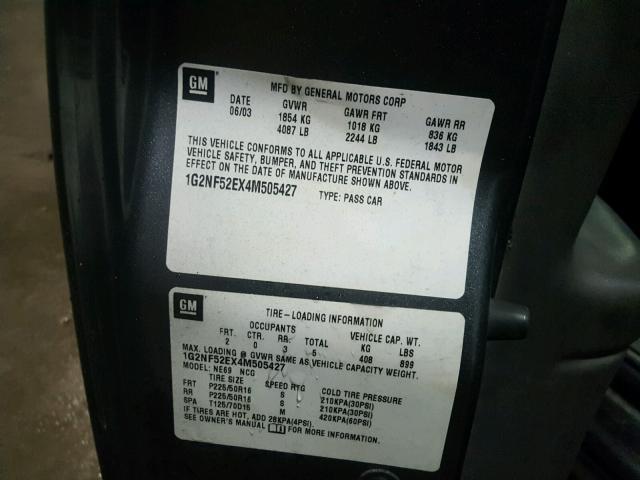 GM
MFD BY GENERAL MOTORS CORP
DATE GVWR GAWR FRT GAWR RR
06/03 1854 KG 1018 KG 836 KG
4087 LB 2244 LB 1843 LB
THIS VEHICLE CONFORMS TO ALL APPLICABLE U.S. FEDERAL MOTOR
VEHICLE SAFETY, BUMPER, AND THEFT PREVENTION STANDARDS IN
EFFECT ON THE DATE OF MANUFACTURE SHOWN ABOVE.
1G2NF52EX4M505427 TYPE: PASS CAR
GM
TIRE-LOADING INFORMATION
OCCUPANTS VEHICLE CAP. WT.
FRT. CTR. RR. TOTAL KG LBS
2 0 3 5 408 899
MAX. LOADING @ GVWR SAME AS VEHICLE CAPACITY WEIGHT.
1G2NF52EX4M505427
MODEL: NE69 NCG
TIRE SIZE SPEED RTG COLD TIRE PRESSURE
FRT P225/50R16 S 210KPA(30PSI)
RR P225/50R16 S 210KPA(30PSI)
SPA T125/70D15 M 420KPA(60PSI)
IF TIRES ARE HOT, ADD 28KPA(4PSI).
SEE OWNER'S MANUAL FOR MORE INFORMATION.